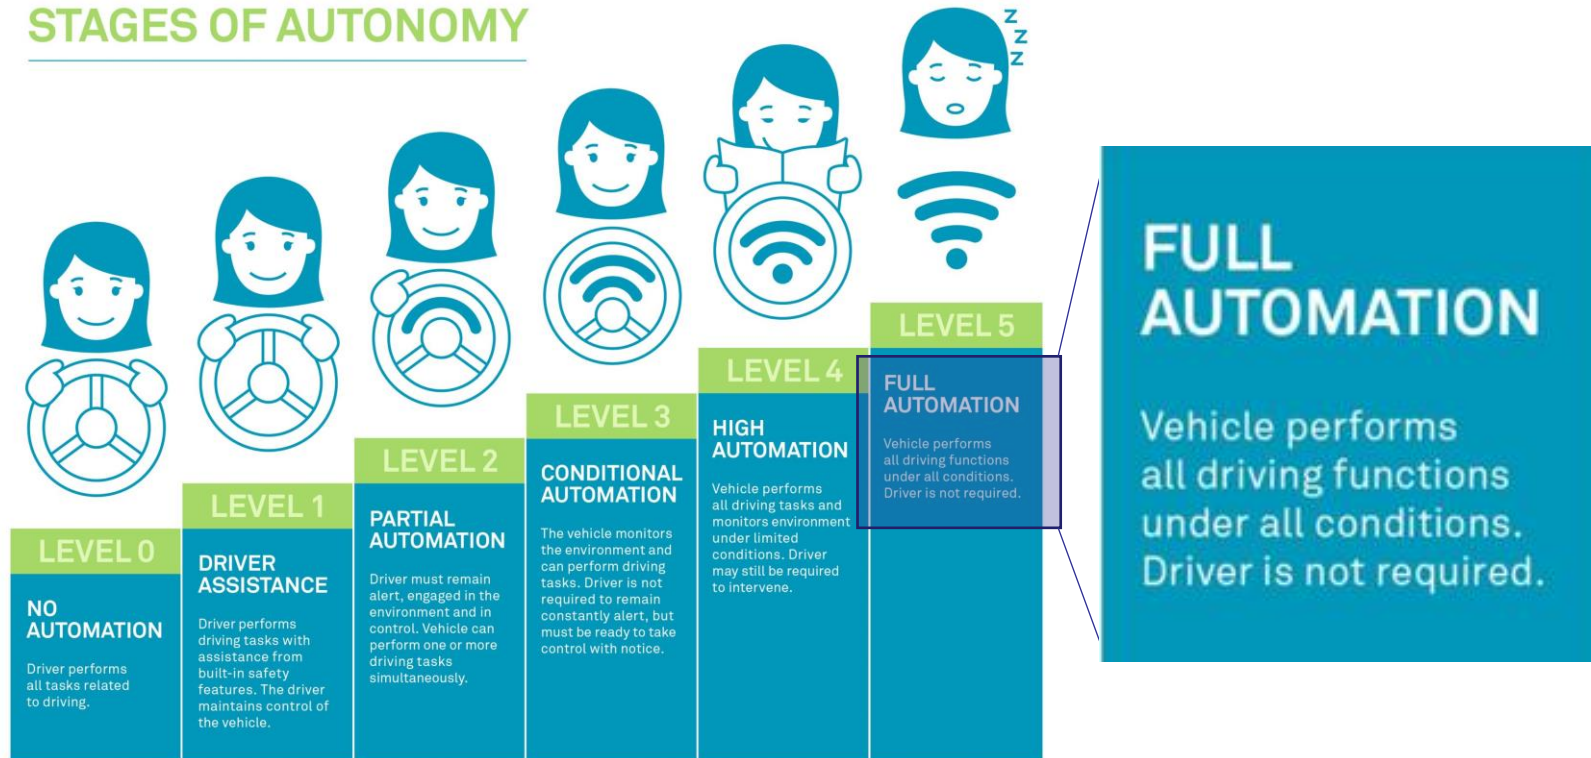 STAGES OF AUTONOMY
Z
Z
Z
LEVEL 0
NO
AUTOMATION
Driver performs
all tasks related
to driving.
LEVEL 1
DRIVER
ASSISTANCE
Driver performs
driving tasks with
assistance from
built-in safety
features. The driver
maintains control of
the vehicle.
LEVEL 2
PARTIAL
AUTOMATION
Driver must remain
alert, engaged in the
environment and in
control. Vehicle can
perform one or more
driving tasks
simultaneously.
LEVEL 3
CONDITIONAL
AUTOMATION
The vehicle monitors
the environment and
can perform driving
tasks. Driver is not
required to remain
constantly alert, but
must be ready to take
control with notice.
LEVEL 4
HIGH
AUTOMATION
Vehicle performs
all driving tasks and
monitors environment
under limited
conditions. Driver
may still be required
to intervene.
LEVEL 5
FULL
AUTOMATION
Vehicle performs
all driving functions
under all conditions.
Driver is not required.
FULL
AUTOMATION
Vehicle performs
all driving functions
under all conditions.
Driver is not required.